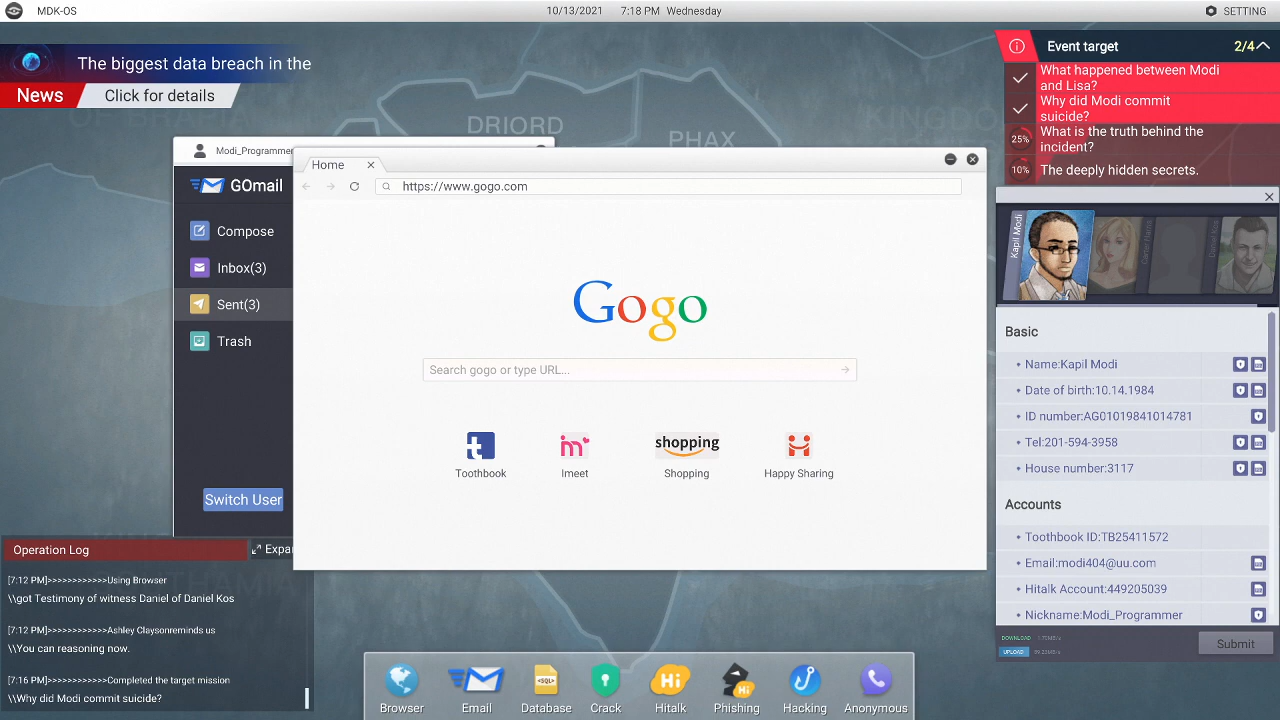 MDK-OS
10/13/2021 7:18 PM Wednesday
SETTING
The biggest data breach in the
News
Click for details
Event target
2/4
What happened between Modi
and Lisa?
Why did Modi commit
suicide?
25%
What is the truth behind the
incident?
10%
The deeply hidden secrets.
DRIORD
PHAX
Modi_Programmer
GOmail
Compose
Inbox(3)
Sent(3)
Trash
Switch User
Home
https://www.gogo.com
Gogo
Search gogo or type URL...
Toothbook
Imeet
shopping
Shopping
Happy Sharing
Kapil Modi
Basic
Name:Kapil Modi
Date of birth:10.14.1984
ID number:AG01019841014781
Tel:201-594-3958
House number:3117
Accounts
Toothbook ID:TB25411572
Email:modi404@uu.com
Hitalk Account:449205039
Nickname:Modi_Programmer
DOWNLOAD
UPLOAD
Submit
Operation Log
Expan
[7:12 PM]>>>>>>>>>>>>Using Browser
\\got Testimony of witness Daniel of Daniel Kos
[7:12 PM]>>>>>>>>>>>>Ashley Claysonreminds us
\\You can reasoning now.
[7:16 PM]>>>>>>>>>>>>Completed the target mission
\\Why did Modi commit suicide?
Browser
Email
<SQL>
Database
Crack
Hi
Hitalk
Hi
Phishing
Hacking
Anonymous